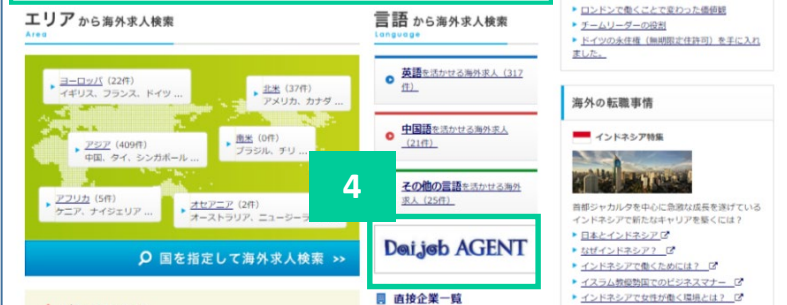 エリアから海外求人検索
Area
ヨーロッパ (22件)
イギリス、フランス、ドイツ ...
北米 (37件)
アメリカ、カナダ ...
アジア (409件)
中国、タイ、シンガポール ...
南米 (0件)
ブラジル、チリ ...
アフリカ (5件)
ケニア、ナイジェリア ...
オセアニア (2件)
オーストラリア、ニュージーラ
国を指定して海外求人検索 >>
言語から海外求人検索
Language
英語を活かせる海外求人 (317
件)
中国語を活かせる海外求人
(21件)
その他の言語を活かせる海外
求人 (25件)
4
Daijob AGENT
直接企業一覧
ロンドンで働くことで変わった価値観
チームリーダーの役割
ドイツの永住権 (無期限定住許可) を手に入れ
ました。
海外の転職事情
インドネシア特集
首都ジャカルタを中心に急激な成長を遂げている
インドネシアで新たなキャリアを築くには?
日本とインドネシア
なぜインドネシア?
インドネシアで働くためには?
イスラム教徒勢国でのビジネスマナー
インドネシアで女性が働く環境とは?